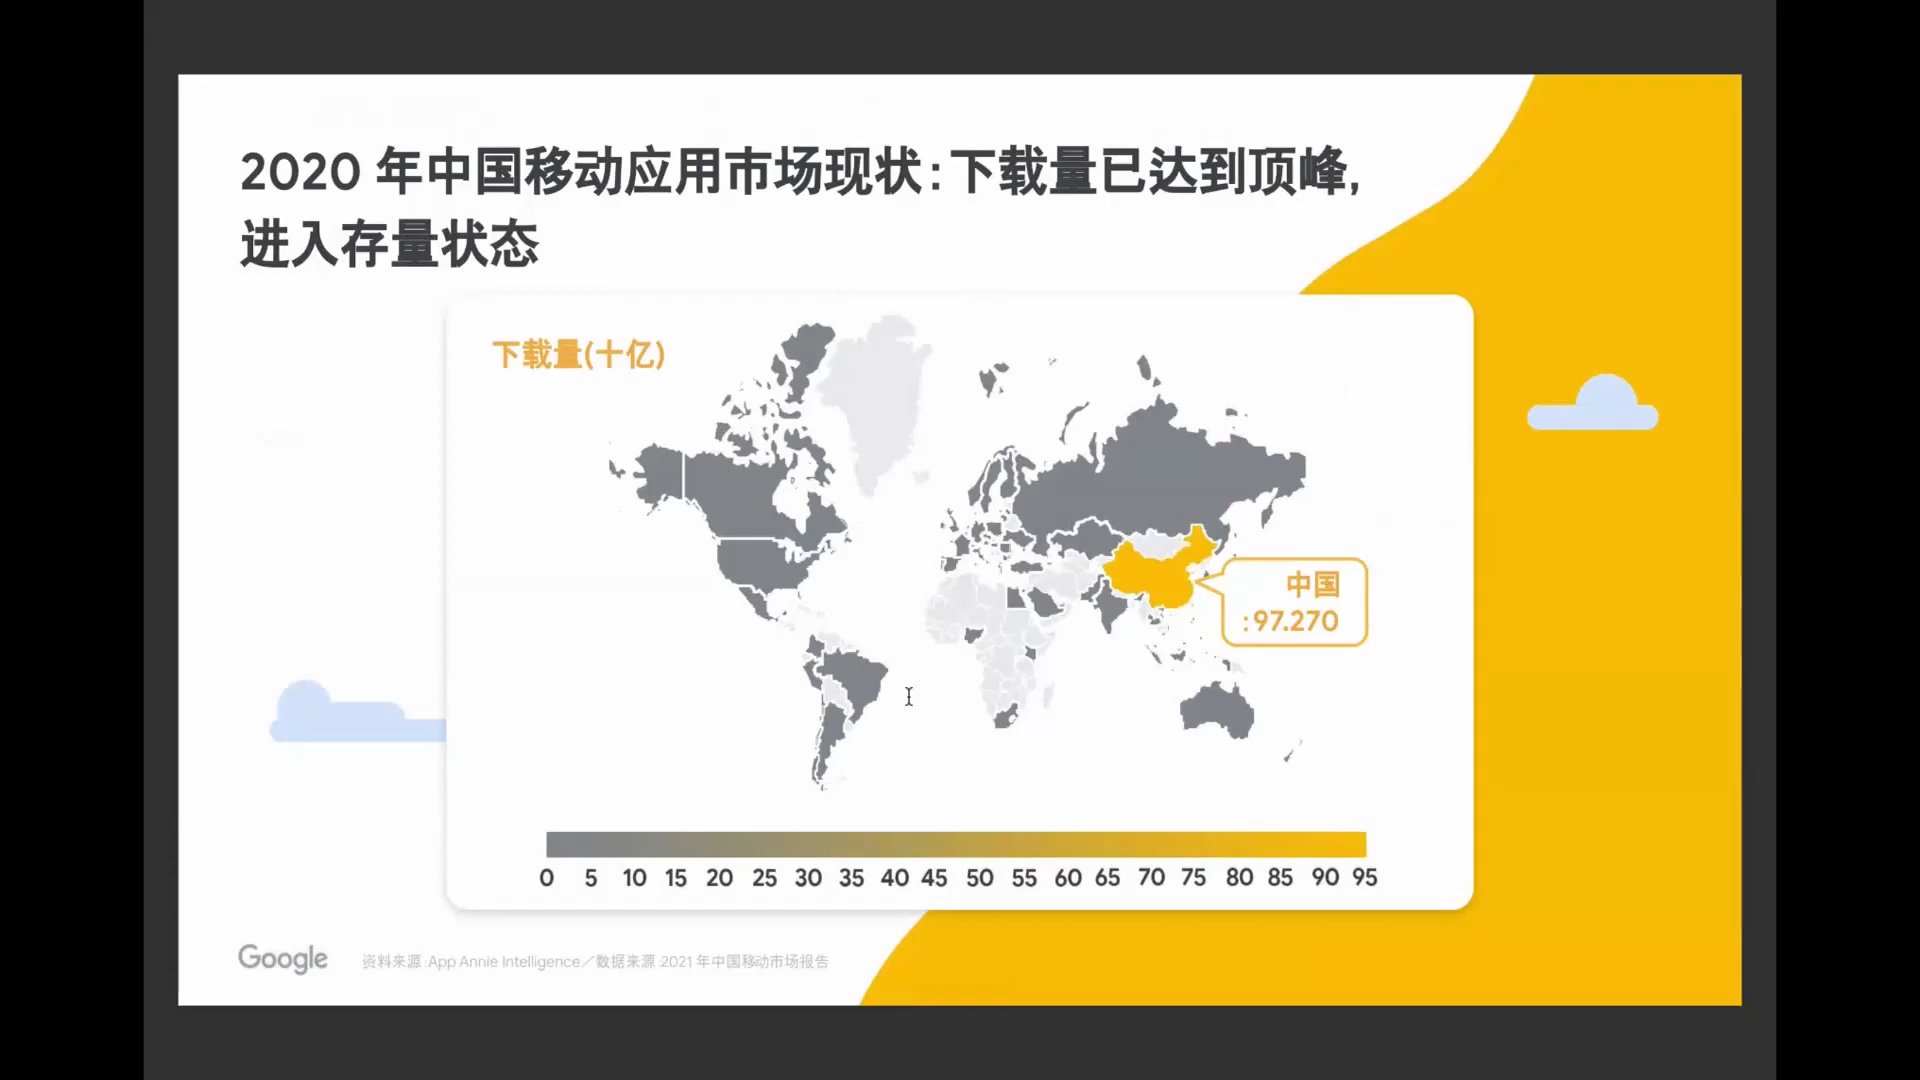 2020 年中国移动应用市场现状:下载量已达到顶峰,
进入存量状态
下载量(十亿)
中国
:97.270
0 5 10 15 20 25 30 35 40 45 50 55 60 65 70 75 80 85 90 95
Google 资料来源:App Annie Intelligence／数据来源:2021 年中国移动市场报告